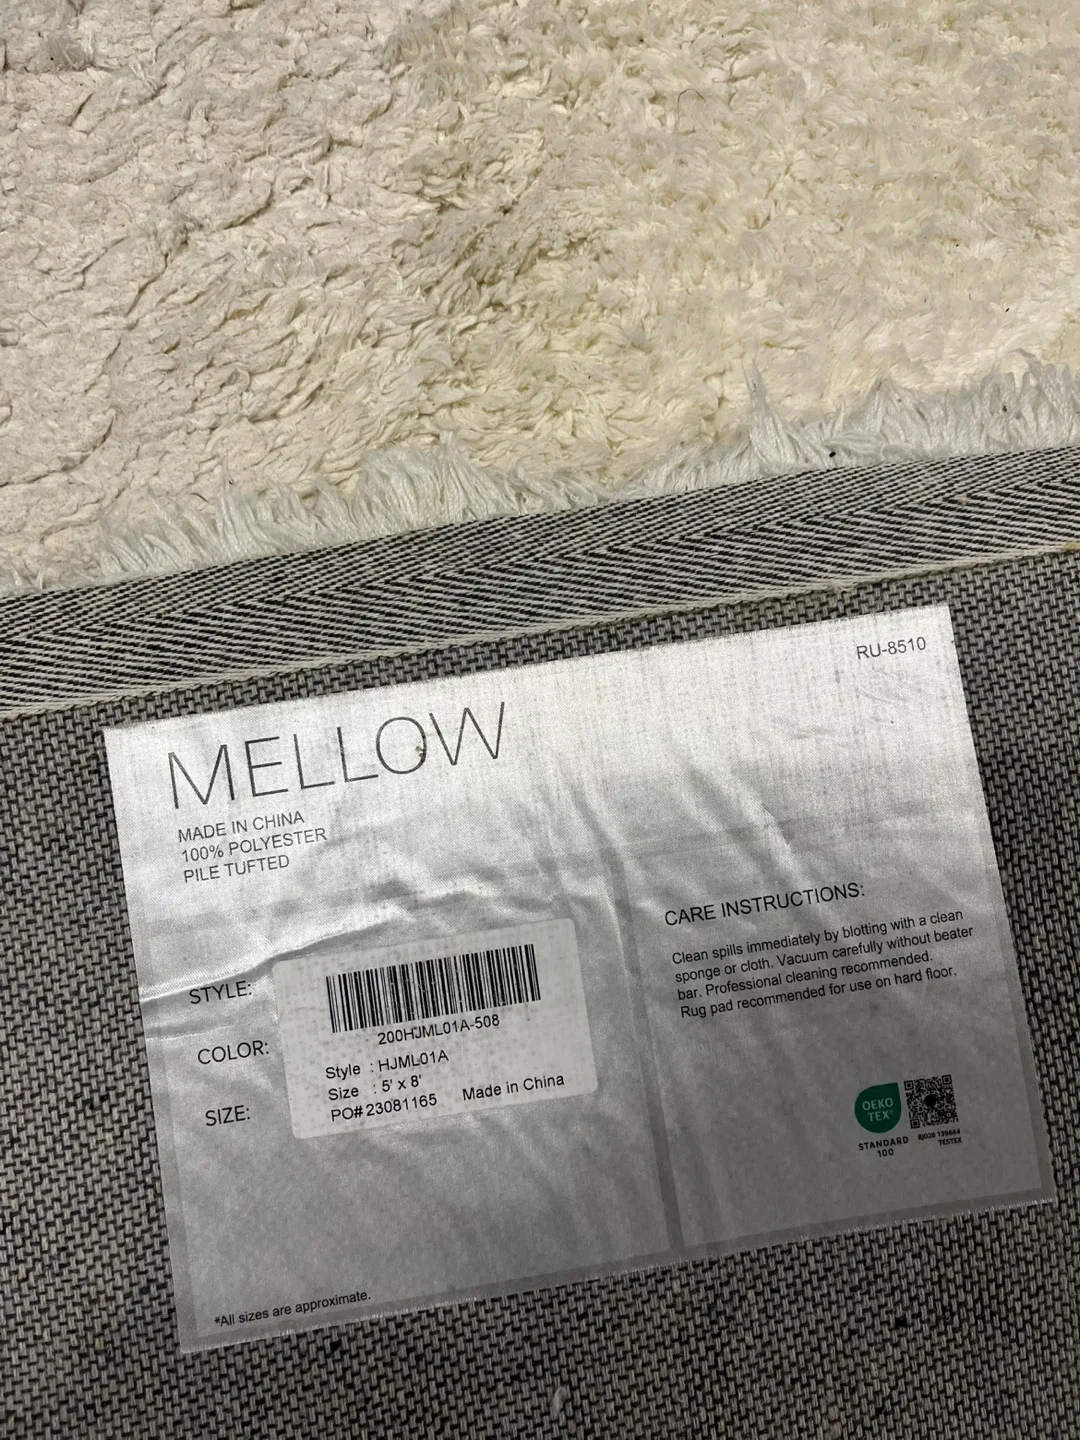 RU-8510
MELLOW
MADE IN CHINA
100% POLYESTER
PILE TUFTED
STYLE:
COLOR:
SIZE:
200HJML01A-508
Style : HJML01A
Size : 5' x 8'
PO# 23081165 Made in China
CARE INSTRUCTIONS:
Clean spills immediately by blotting with a clean
sponge or cloth. Vacuum carefully without beater
bar. Professional cleaning recommended.
Rug pad recommended for use on hard floor.
OEKO
TEX®
STANDARD
100
BJ028 139664
TESTEX
*All sizes are approximate.